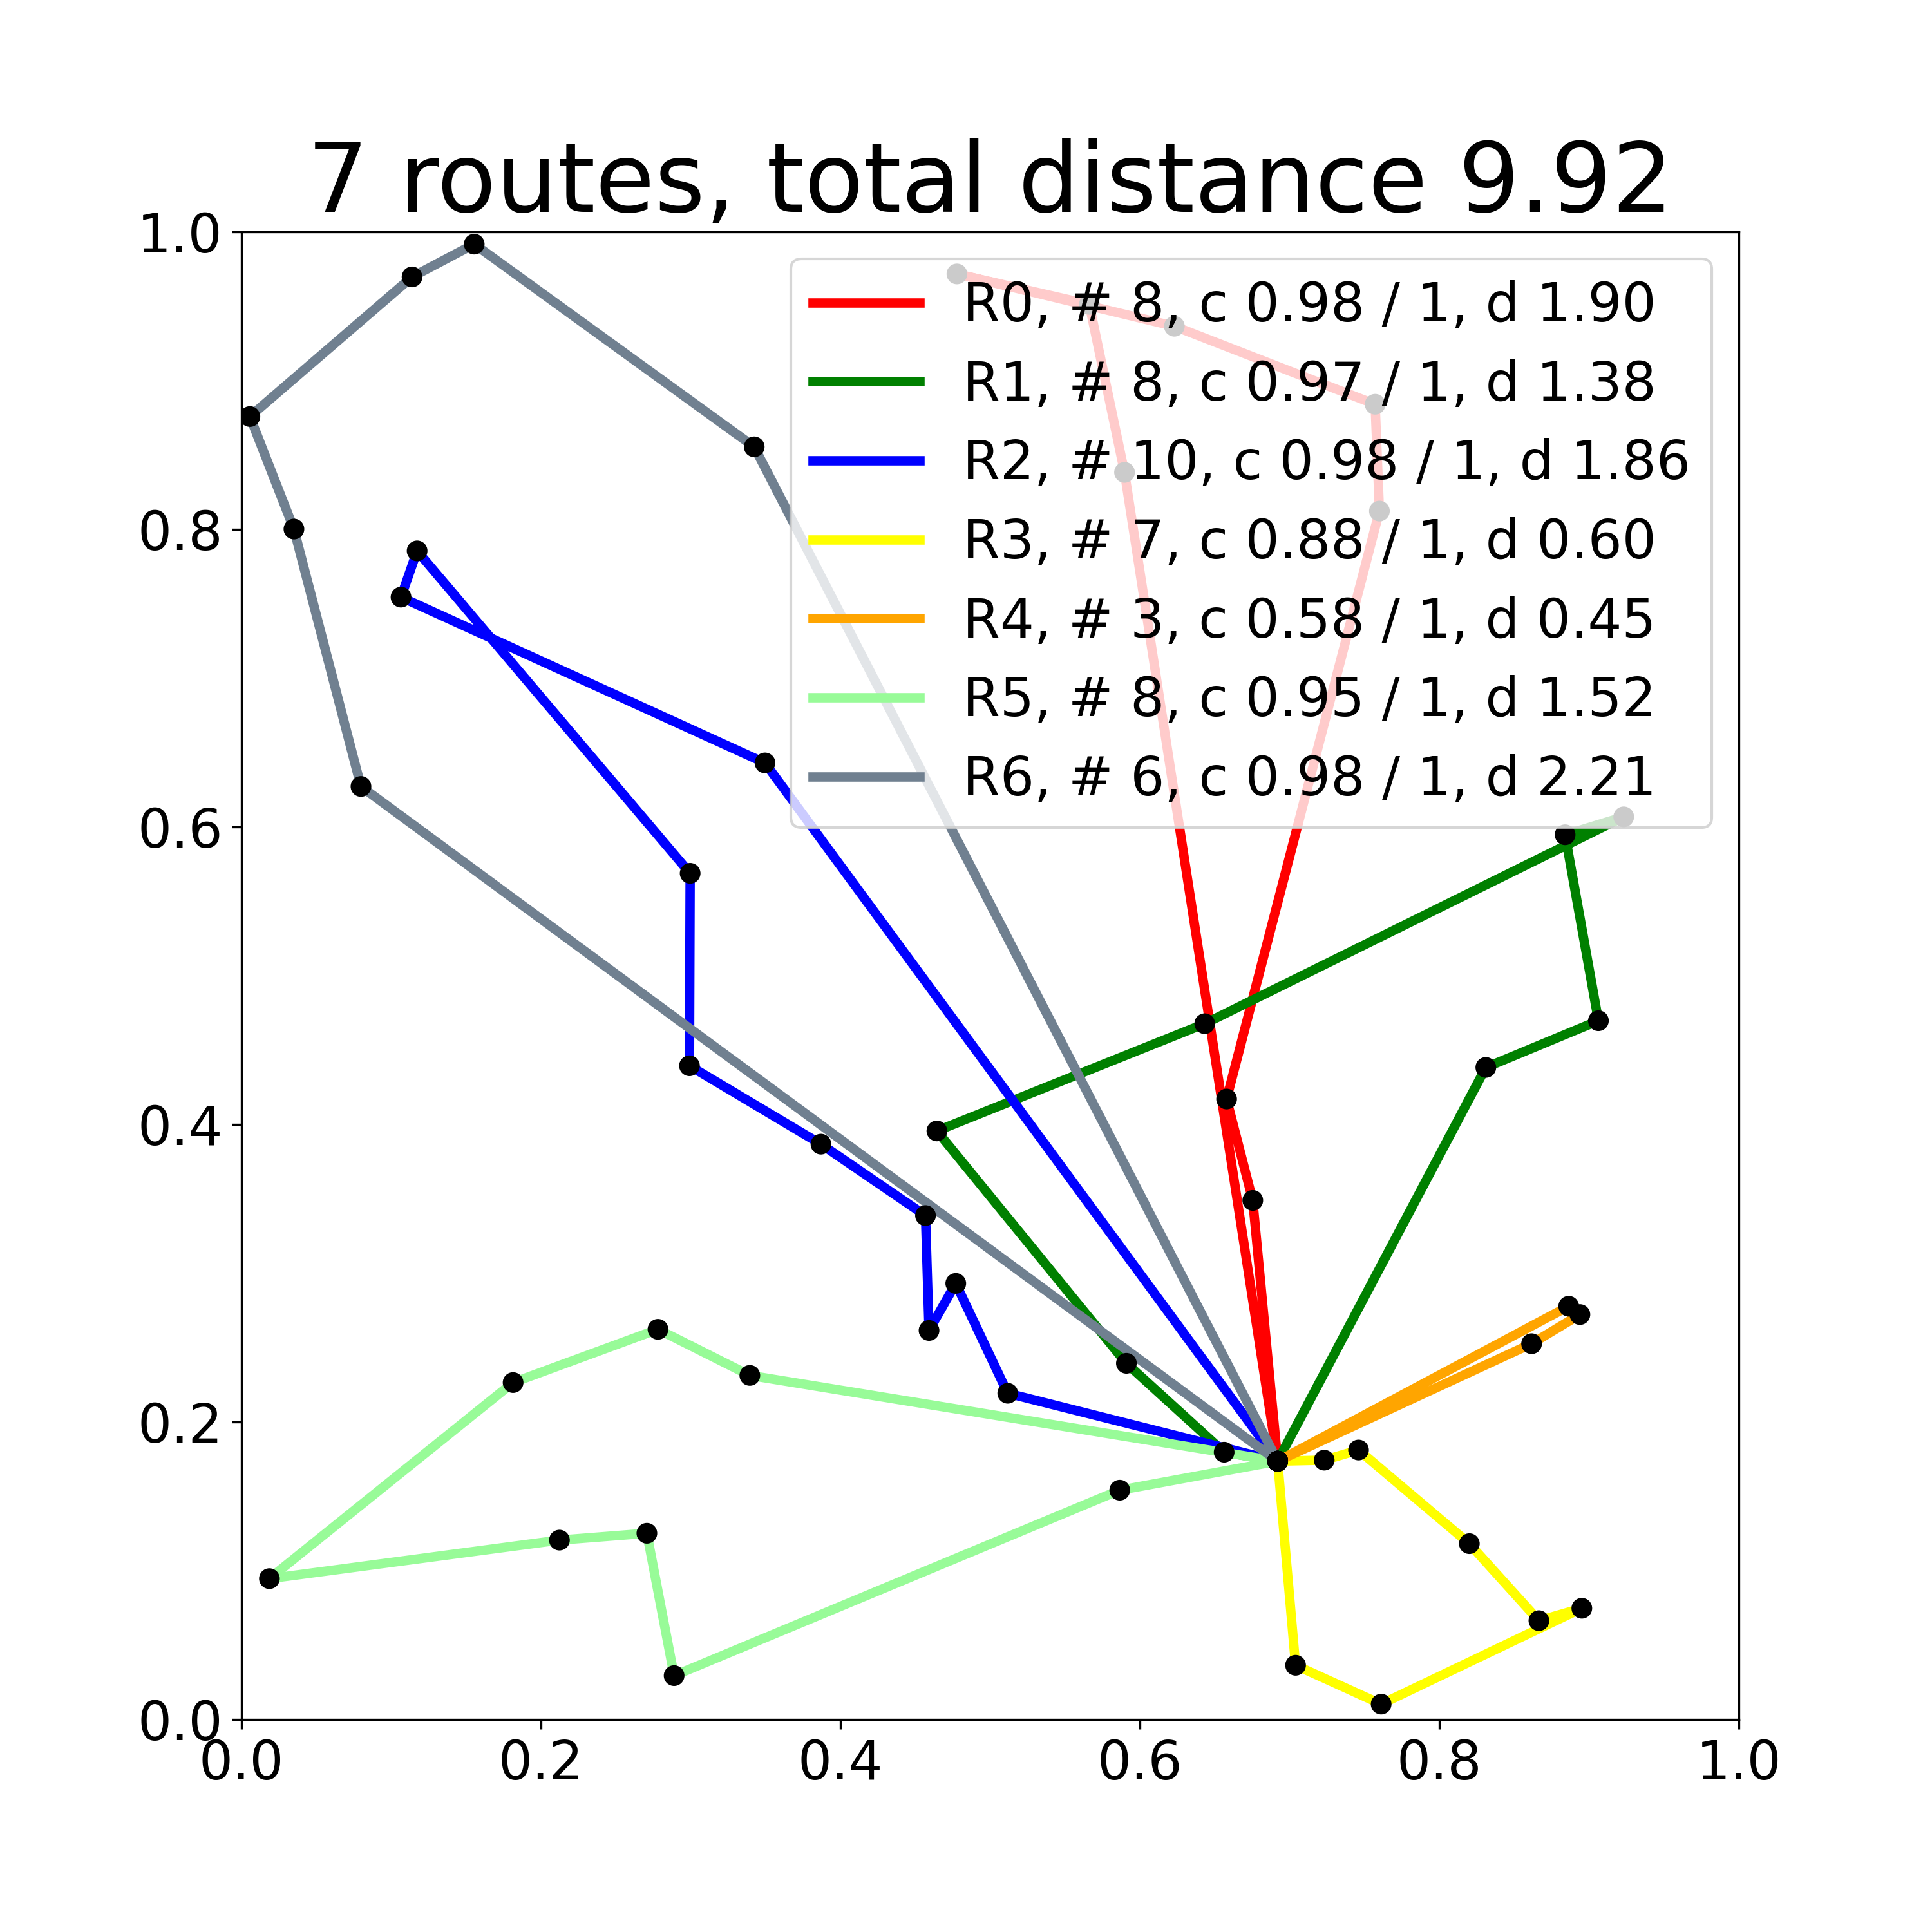 7 routes, total distance 9.92
1.0
0.8
0.6
0.4
0.2
0.0
R0, # 8, c 0.98 / 1, d 1.90
R1, # 8, c 0.97 / 1, d 1.38
R2, # 10, c 0.98 / 1, d 1.86
R3, # 7, c 0.88 / 1, d 0.60
R4, # 3, c 0.58 / 1, d 0.45
R5, # 8, c 0.95 / 1, d 1.52
R6, # 6, c 0.98 / 1, d 2.21
0.0 0.2 0.4 0.6 0.8 1.0